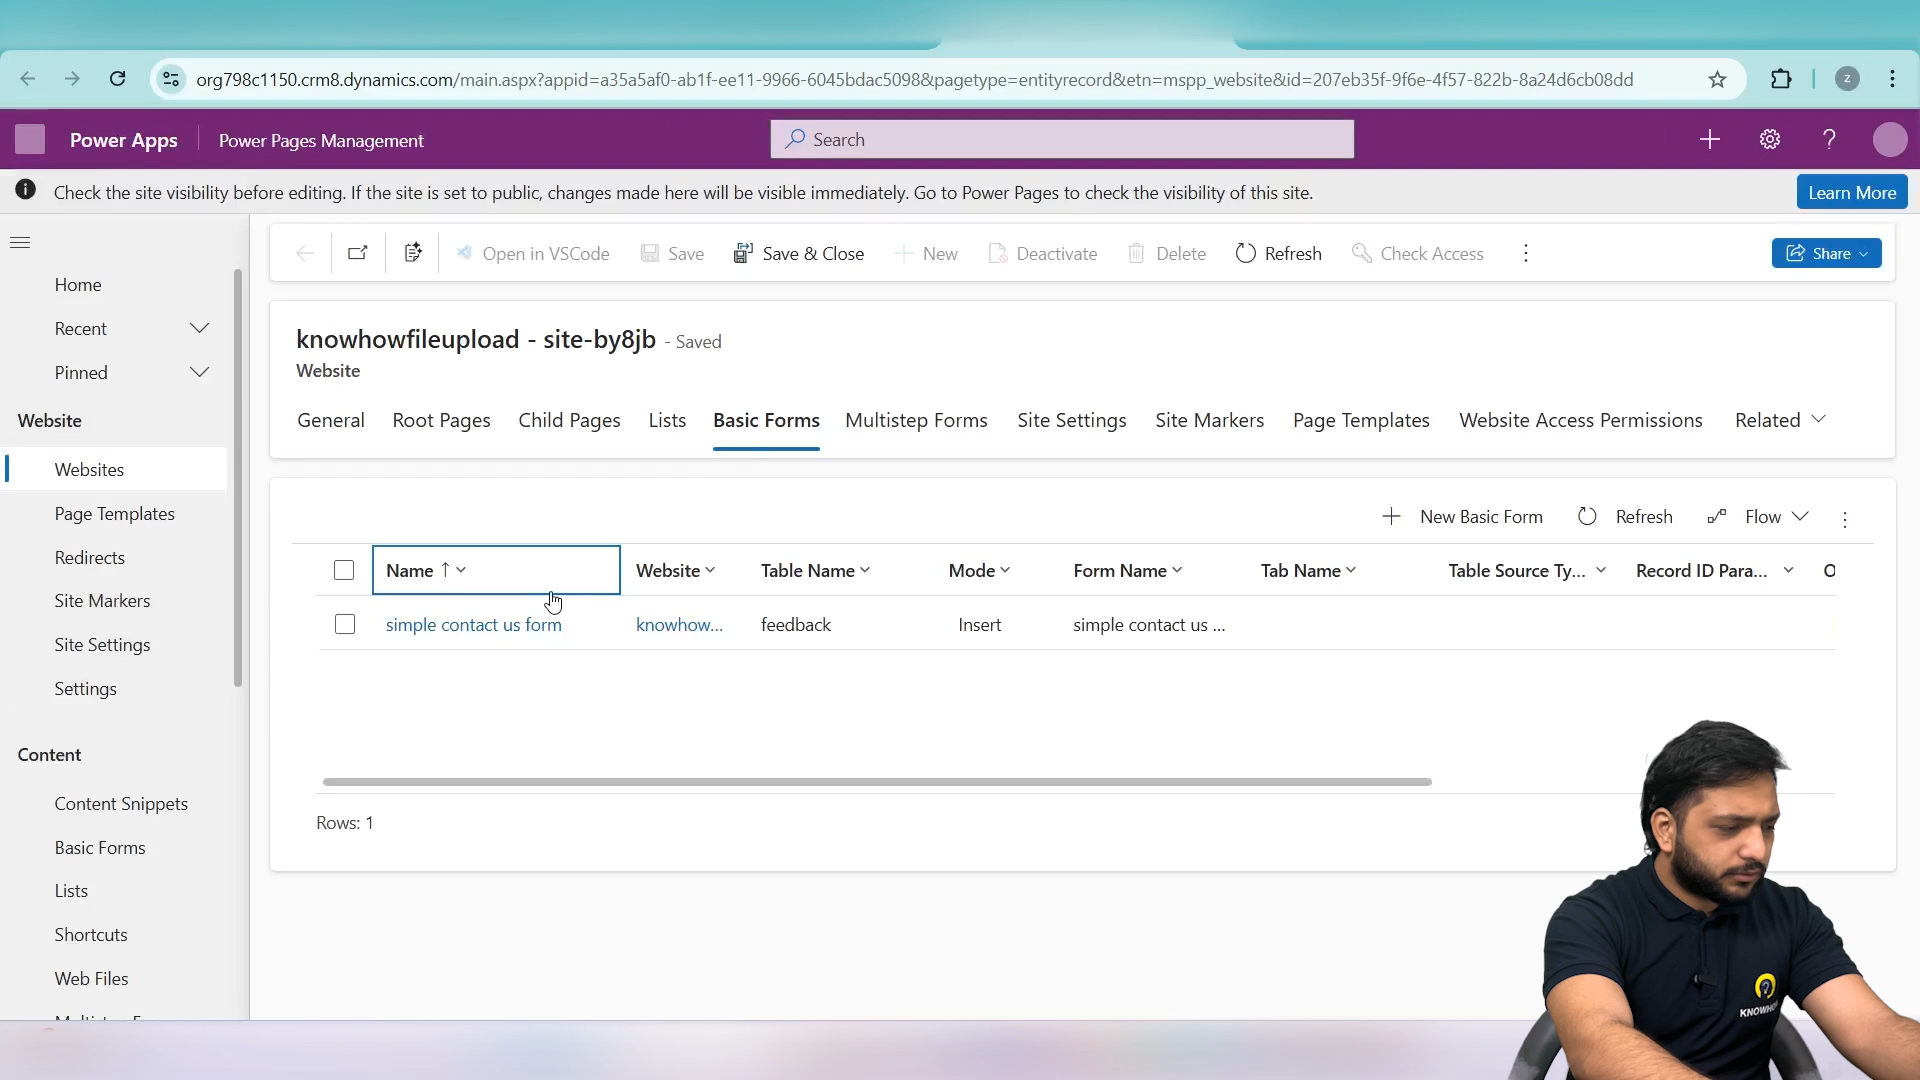 org798c1150.crm8.dynamics.com/main.aspx?appid=a35a5af0-ab1f-ee11-9966-6045bdac5098&pagetype=entityrecord&etn=mspp_website&id=207eb35f-9f6e-4f57-822b-8a24d6cb08dd
z
Power Apps
Power Pages Management
Search
Check the site visibility before editing. If the site is set to public, changes made here will be visible immediately. Go to Power Pages to check the visibility of this site.
Learn More
Open in VSCode
Save
Save & Close
New
Deactivate
Delete
Refresh
Check Access
Share
Home
Recent
Pinned
Website
Websites
Page Templates
Redirects
Site Markers
Site Settings
Settings
Content
Content Snippets
Basic Forms
Lists
Shortcuts
Web Files
knowhowfileupload - site-by8jb - Saved
Website
General Root Pages Child Pages Lists Basic Forms Multistep Forms Site Settings Site Markers Page Templates Website Access Permissions Related
New Basic Form Refresh Flow
Name ↑ Website Table Name Mode Form Name Tab Name Table Source Ty... Record ID Para... O
simple contact us form knowhow... feedback Insert simple contact us ...
Rows: 1